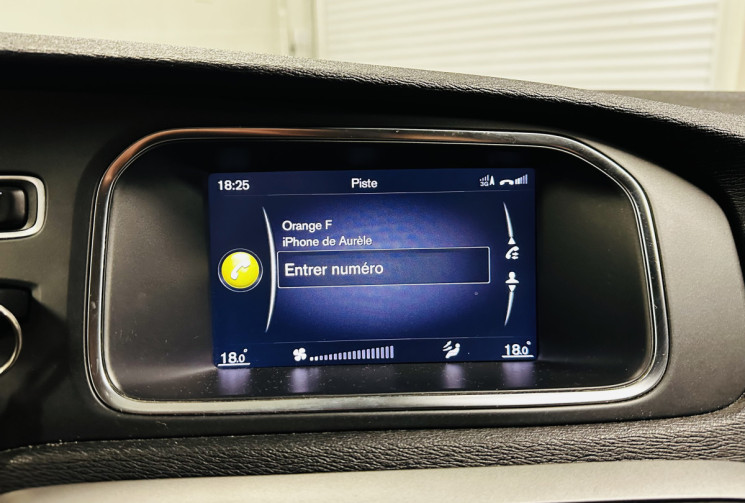 18:25
Piste
3G
Orange F
iPhone de Aurèle
Entrer numéro
18.0°
18.0°